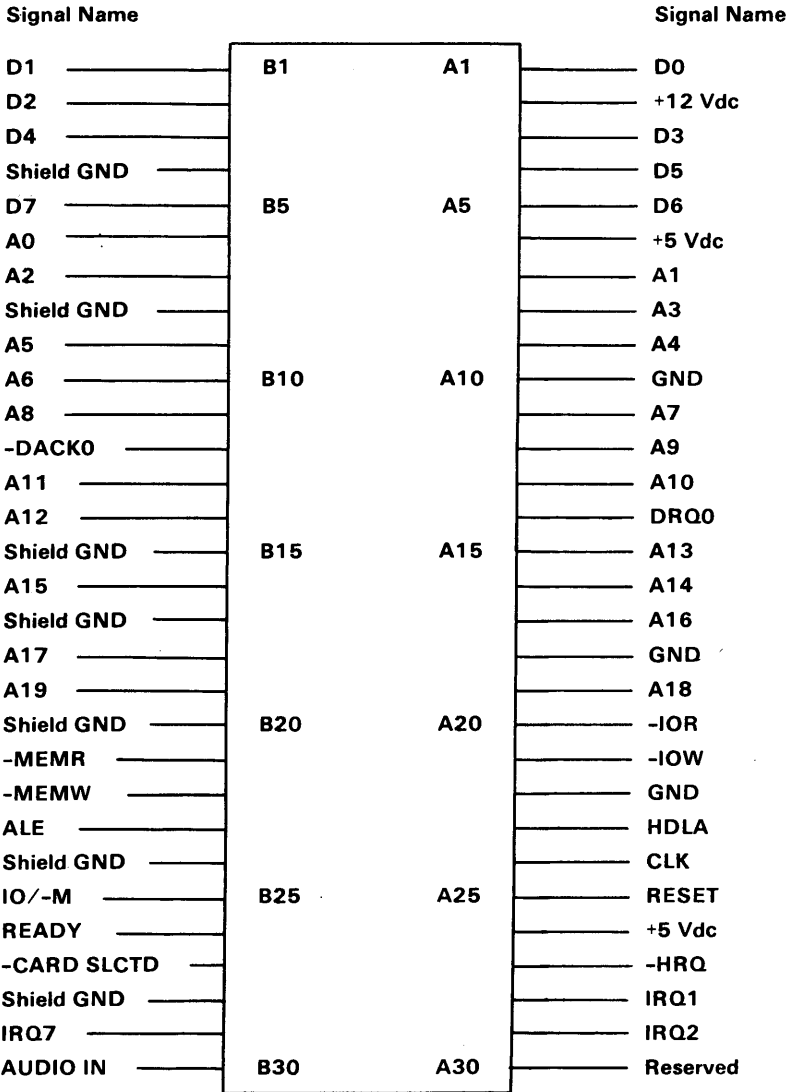 Signal Name Signal Name
D1 B1 A1 D0
D2 +12 Vdc
D4 D3
Shield GND D5
D7 B5 A5 D6
A0 +5 Vdc
A2 A1
Shield GND A3
A5 A4
A6 B10 A10 GND
A8 A7
-DACK0 A9
A11 A10
A12 DRQ0
Shield GND B15 A15 A13
A15 A14
Shield GND A16
A17 GND
A19 A18
Shield GND B20 A20 -IOR
-MEMR -IOW
-MEMW GND
ALE HDLA
Shield GND CLK
IO/-M B25 A25 RESET
READY +5 Vdc
-CARD SLCTD -HRQ
Shield GND IRQ1
IRQ7 IRQ2
AUDIO IN B30 A30 Reserved